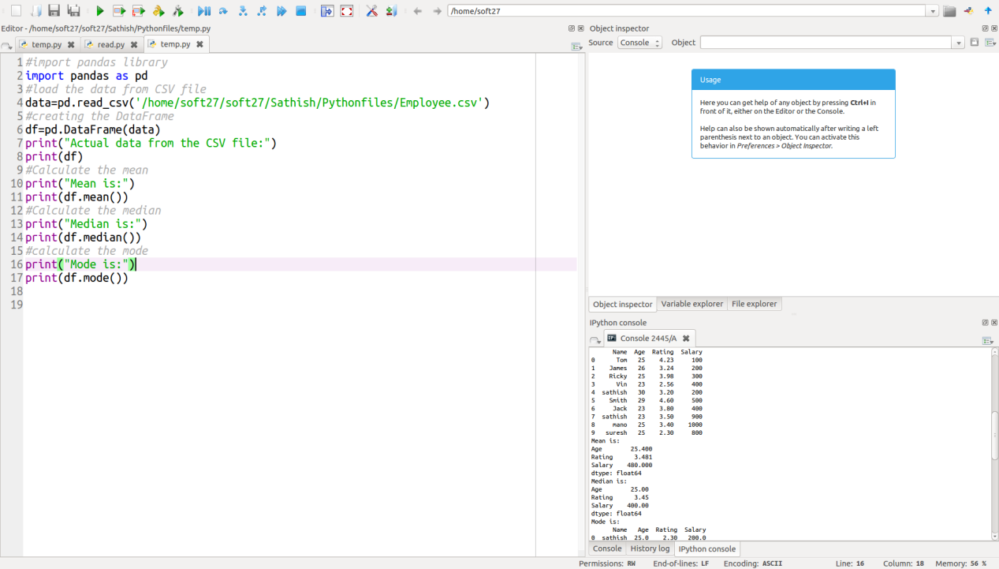 /home/soft27
Editor - /home/soft27/soft27/Sathish/Pythonfiles/temp.py
temp.py
read.py
temp.py
1 #import pandas library
2 import pandas as pd
3 #load the data from CSV file
4 data=pd.read_csv('/home/soft27/soft27/Sathish/Pythonfiles/Employee.csv')
5 #creating the DataFrame
6 df=pd.DataFrame(data)
7 print("Actual data from the CSV file:")
8 print(df)
9 #Calculate the mean
10 print("Mean is:")
11 print(df.mean())
12 #Calculate the median
13 print("Median is:")
14 print(df.median())
15 #calculate the mode
16 print("Mode is:")
17 print(df.mode())
18
19
Object inspector
Source Console Object
Usage
Here you can get help of any object by pressing Ctrl+I in
front of it, either on the Editor or the Console.
Help can also be shown automatically after writing a left
parenthesis next to an object. You can activate this
behavior in Preferences > Object Inspector.
Object inspector Variable explorer File explorer
IPython console
IP: Console 2445/A
Name Age Rating Salary
0 Tom 25 4.23 100
1 James 26 3.24 200
2 Ricky 25 3.98 300
3 Vin 23 2.56 400
4 sathish 30 3.20 200
5 Smith 29 4.60 500
6 Jack 23 3.80 400
7 sathish 23 3.50 900
8 mano 25 3.40 1000
9 suresh 25 2.30 800
Mean is:
Age 25.400
Rating 3.481
Salary 480.000
dtype: float64
Median is:
Age 25.00
Rating 3.45
Salary 400.00
dtype: float64
Mode is:
Name Age Rating Salary
0 sathish 25.0 2.30 200.0
Console History log IPython console
Permissions: RW End-of-lines: LF Encoding: ASCII Line: 16 Column: 18 Memory: 56 %